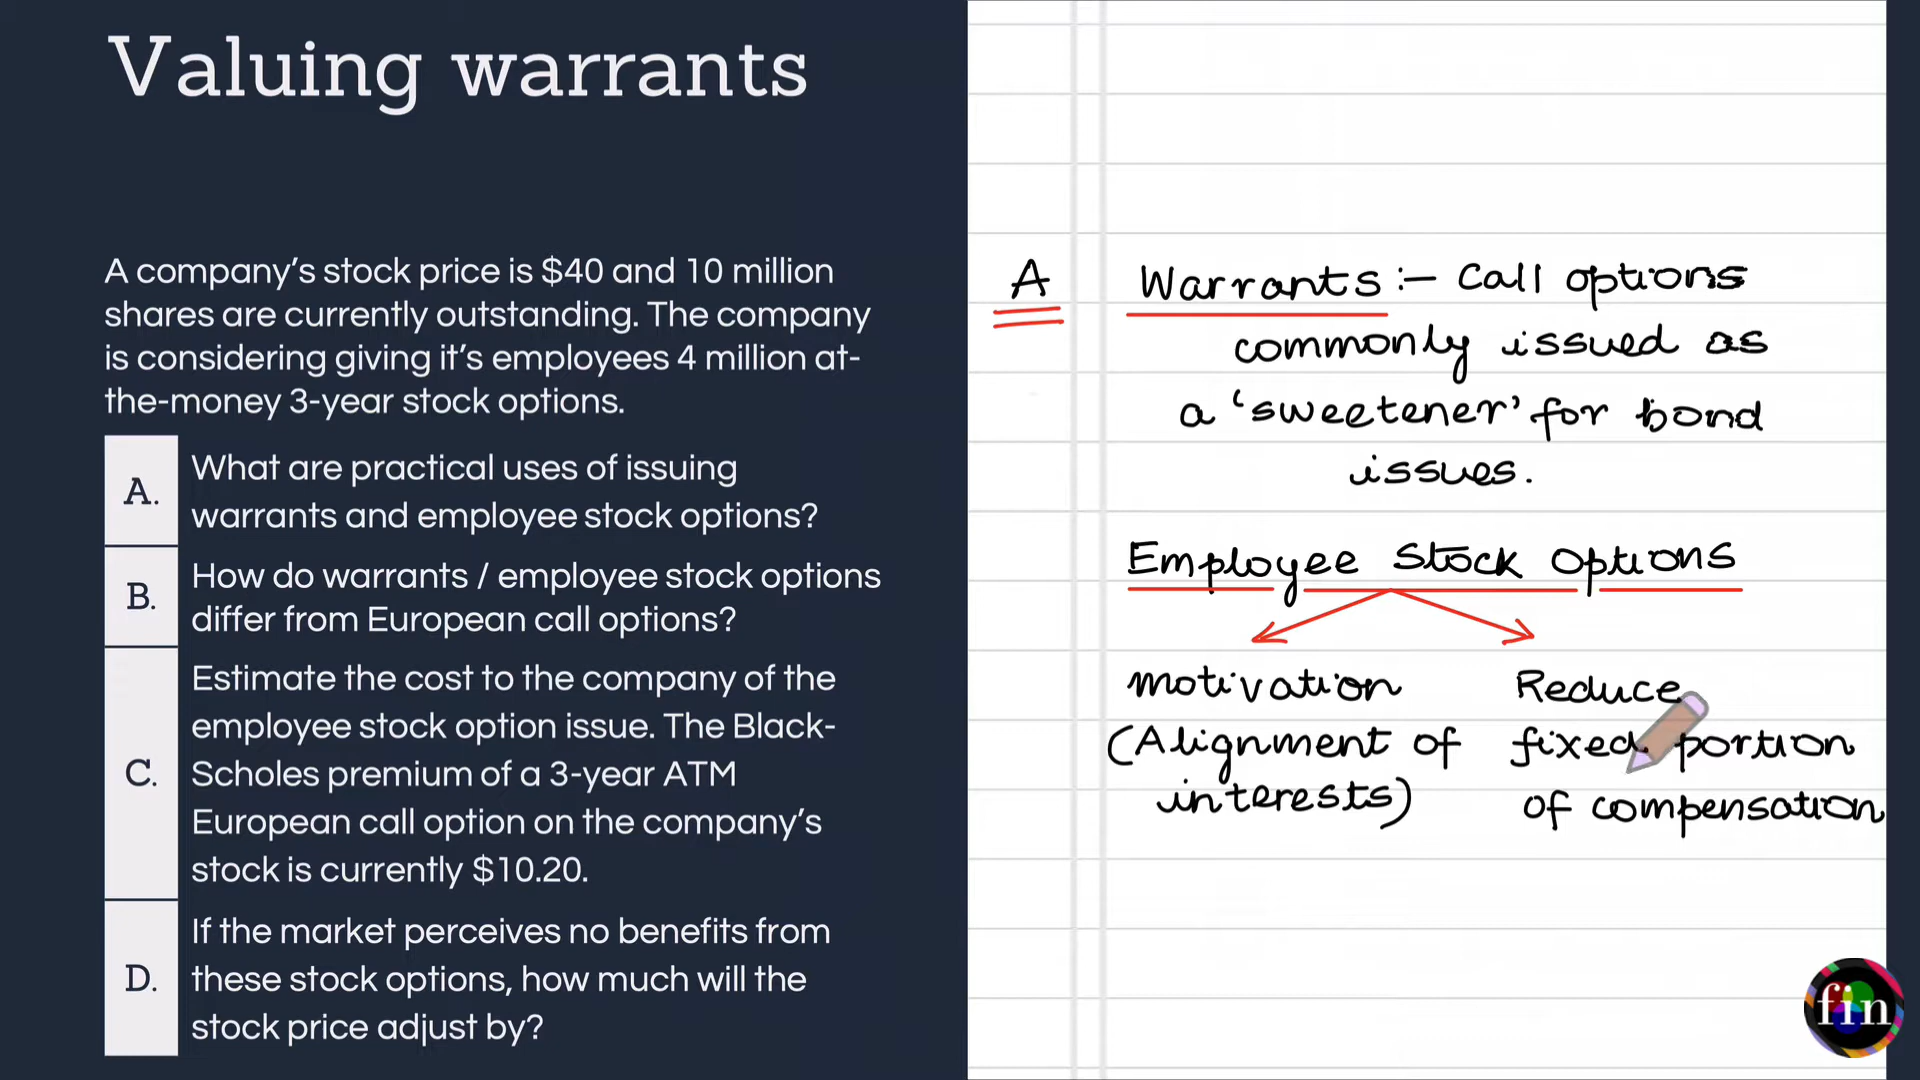 Valuing warrants
A company's stock price is $40 and 10 million
shares are currently outstanding. The company
is considering giving it's employees 4 million at-
the-money 3-year stock options.
A.
What are practical uses of issuing
warrants and employee stock options?
B.
How do warrants / employee stock options
differ from European call options?
C.
Estimate the cost to the company of the
employee stock option issue. The Black-
Scholes premium of a 3-year ATM
European call option on the company's
stock is currently $10.20.
D.
If the market perceives no benefits from
these stock options, how much will the
stock price adjust by?
A
Warrants :- Call options
commonly issued as
a 'sweetener' for bond
issues.
Employee Stock Options
motivation
(Alignment of
interests)
Reduce
fixed portion
of compensation
fin